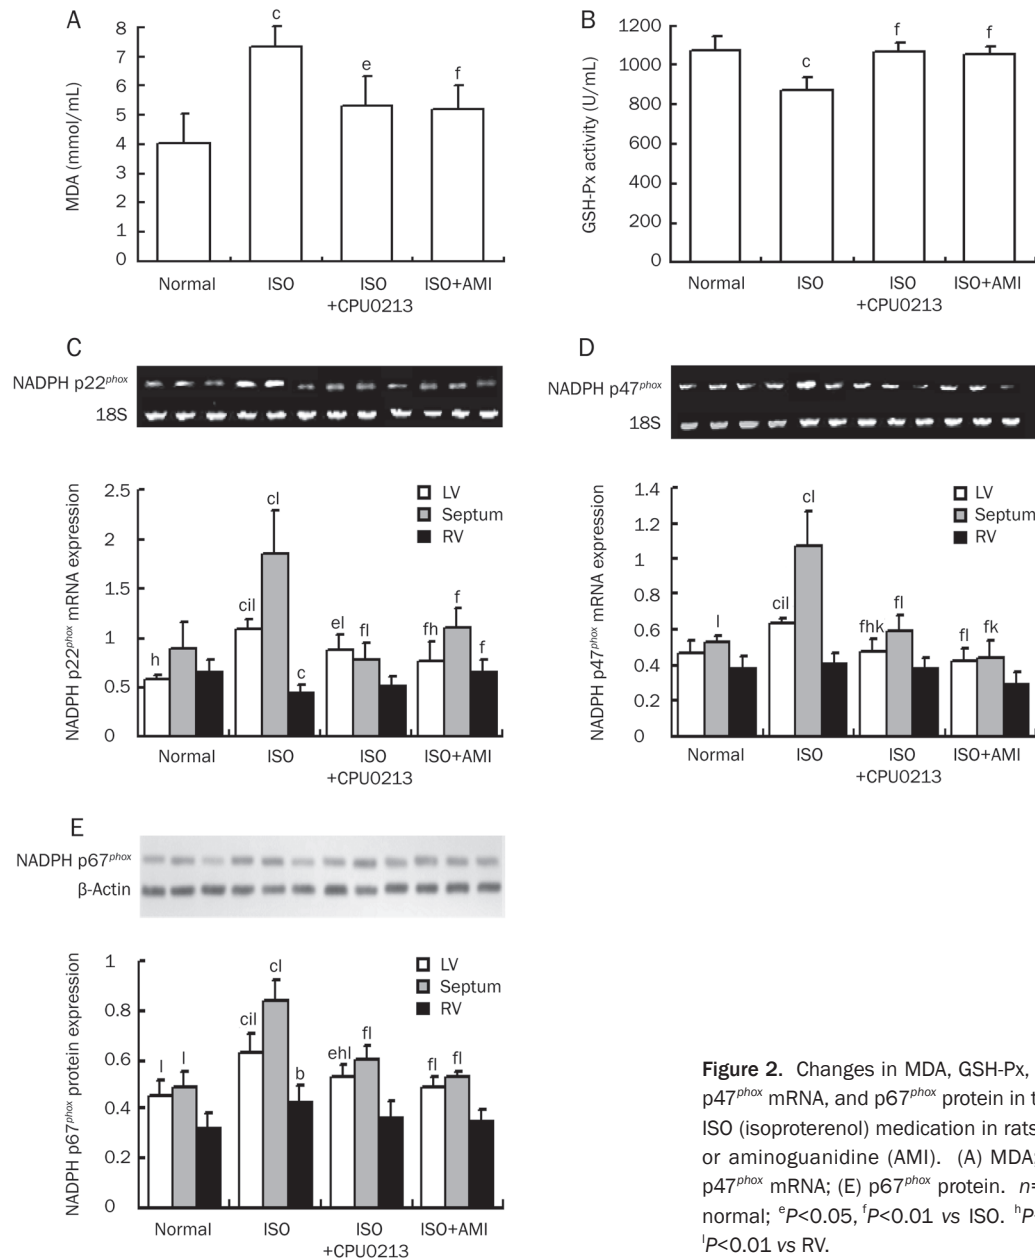 A
MDA (mmol/mL)
8
7
6
5
4
3
2
1
0
c
e
f
Normal
ISO
ISO
+CPU0213
ISO+AMI
B
GSH-Px activity (U/mL)
1200
1000
800
600
400
200
0
c
f
f
Normal
ISO
ISO
+CPU0213
ISO+AMI
C
NADPH p22phox
18S
NADPH p22phox mRNA expression
2.5
2
1.5
1
0.5
0
LV
Septum
RV
h
cil
cl
c
el
fl
fh
f
f
Normal
ISO
ISO
+CPU0213
ISO+AMI
D
NADPH p47phox
18S
NADPH p47phox mRNA expression
1.4
1.2
1
0.8
0.6
0.4
0.2
0
LV
Septum
RV
l
cil
cl
fhk
fl
fl
fk
Normal
ISO
ISO
+CPU0213
ISO+AMI
E
NADPH p67phox
β-Actin
NADPH p67phox protein expression
1
0.8
0.6
0.4
0.2
0
LV
Septum
RV
l
l
cil
cl
b
ehl
fl
fl
fl
Normal
ISO
ISO
+CPU0213
ISO+AMI
Figure 2. Changes in MDA, GSH-Px,
p47phox mRNA, and p67phox protein in
ISO (isoproterenol) medication in rats
or aminoguanidine (AMI). (A) MDA
p47phox mRNA; (E) p67phox protein. n=
normal; eP<0.05, fP<0.01 vs ISO. hP
lP<0.01 vs RV.